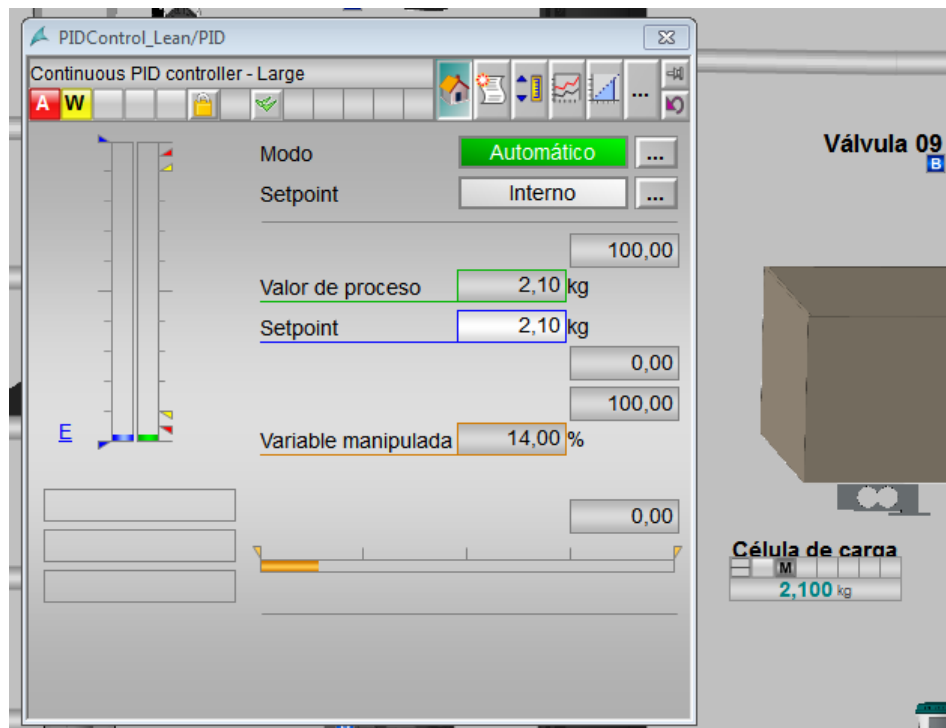 PIDControl_Lean/PID
Continuous PID controller - Large
A W
...
Modo Automático ...
Setpoint Interno ...
100,00
Valor de proceso 2,10 kg
Setpoint 2,10 kg
0,00
100,00
E
Variable manipulada 14,00 %
0,00
Válvula 09
B
Célula de carga
M
2,100 kg